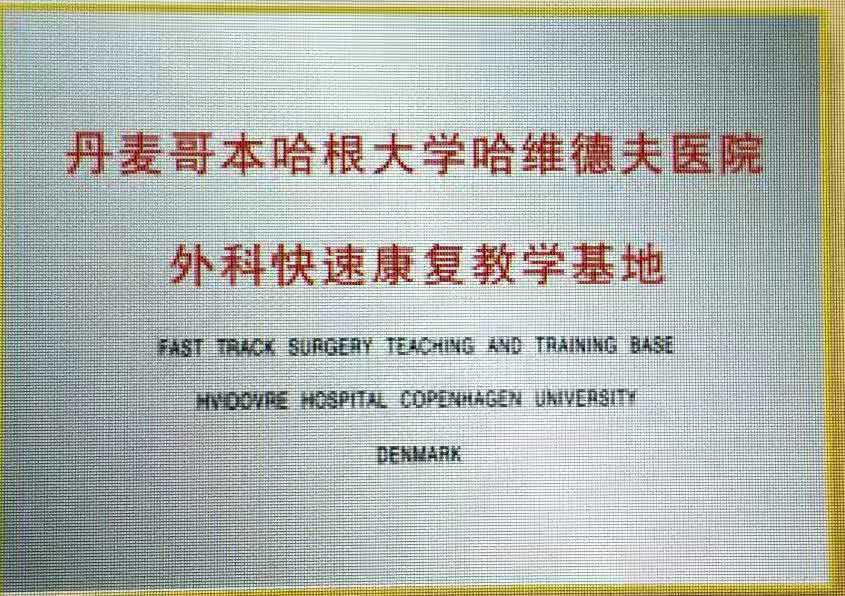 丹麦哥本哈根大学哈维德夫医院
外科快速康复教学基地
FAST TRACK SURGERY TEACHING AND TRAINING BASE
HVIDOVRE HOSPITAL COPENHAGEN UNIVERSITY
DENMARK